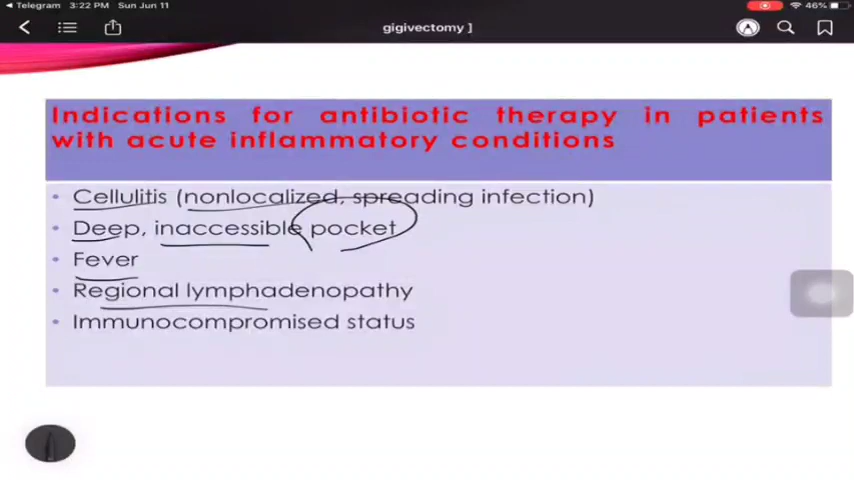 Telegram 3:22 PM Sun Jun 11 46%
gigivectomy ]
Indications for antibiotic therapy in patients
with acute inflammatory conditions
• Cellulitis (nonlocalized, spreading infection)
• Deep, inaccessible pocket
• Fever
• Regional lymphadenopathy
• Immunocompromised status